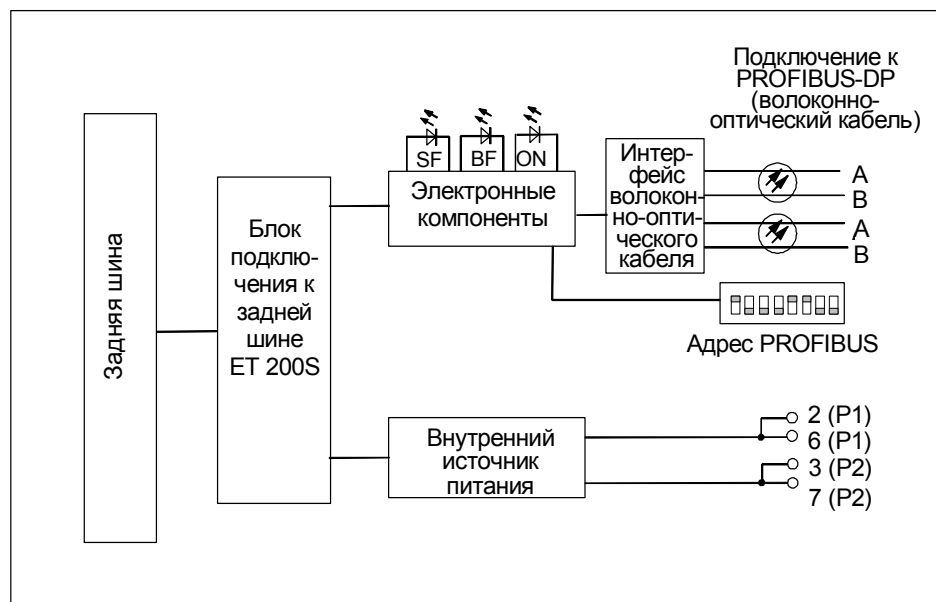 Подключение к
PROFIBUS-DP
(волоконно-
оптический кабель)
SF
BF
ON
Электронные
компоненты
Интер-
фейс
волокон-
но-опти-
ческого
кабеля
A
B
A
B
Адрес PROFIBUS
Задняя шина
Блок
подклю-
чения к
задней
шине
ET 200S
Внутренний
источник
питания
2 (P1)
6 (P1)
3 (P2)
7 (P2)